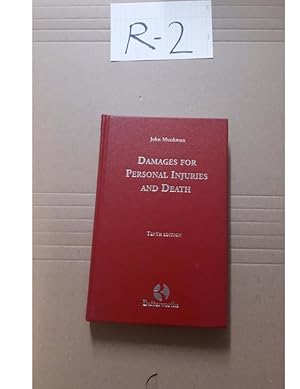 R-2
John Munkman
DAMAGES FOR
PERSONAL INJURIES
AND DEATH
TENTH EDITION
Butterworths